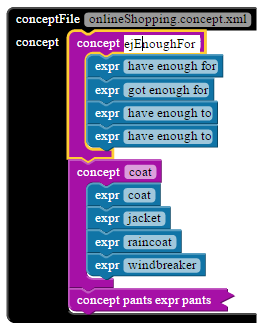 conceptFile onlineShopping.concept.xml
concept concept ejEnoughFor
expr have enough for
expr got enough for
expr have enough to
expr have enough to
concept coat
expr coat
expr jacket
expr raincoat
expr windbreaker
concept pants expr pants